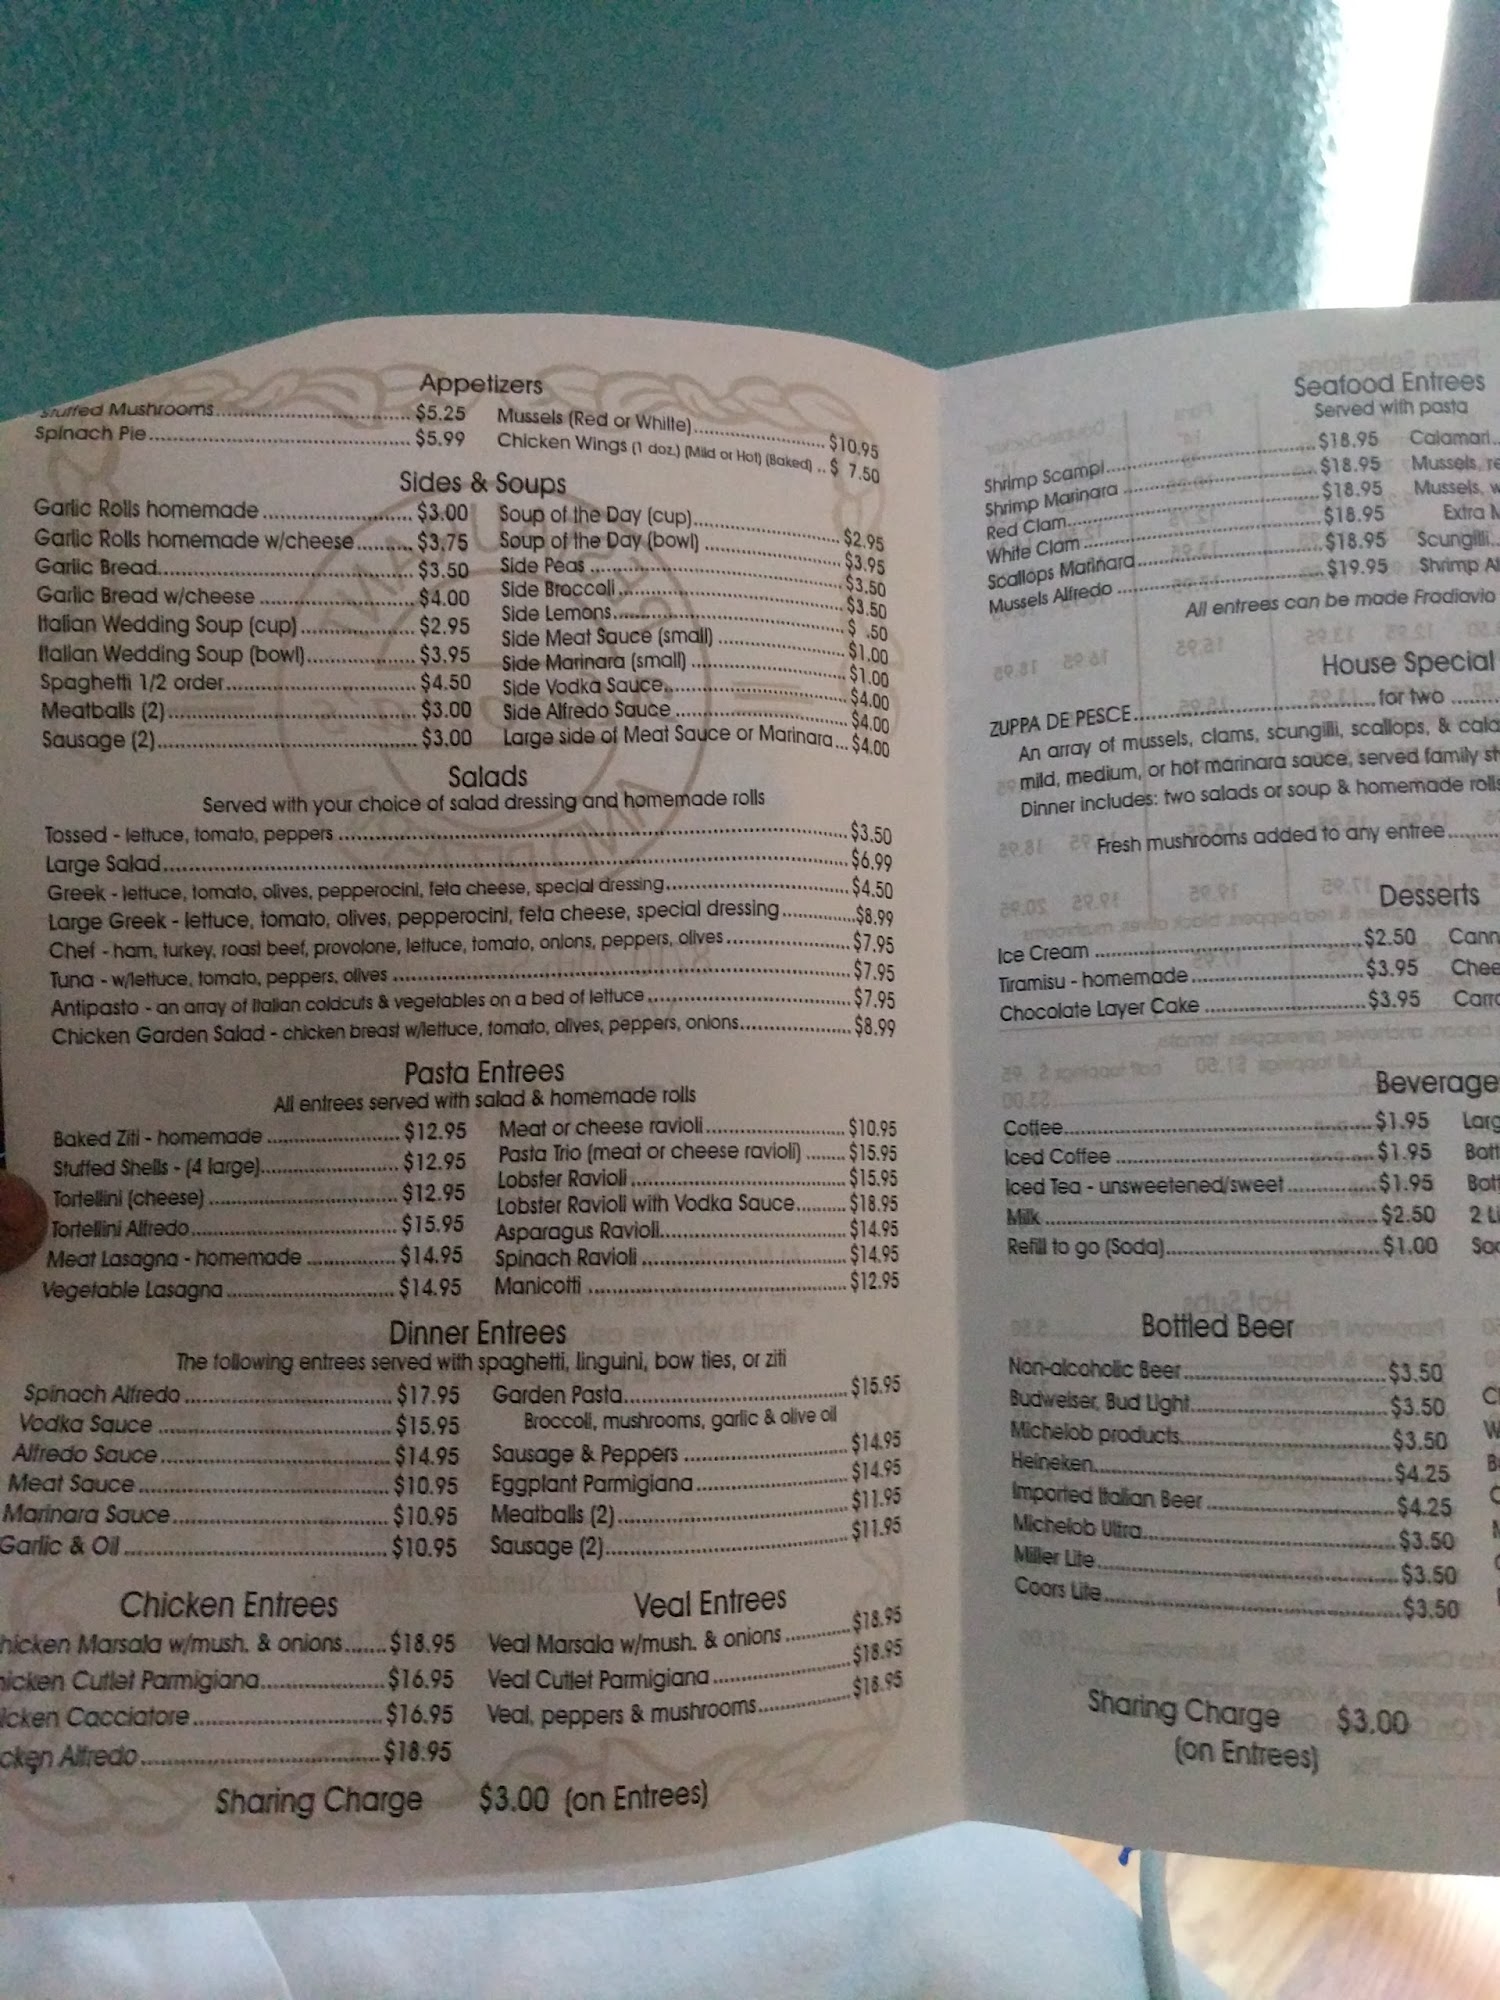 Appetizers
Stuffed Mushrooms $5.25
Spinach Pie $5.99
Mussels (Red or White) $10.95
Chicken Wings (1 doz.) (Mild or Hot) (Baked) $ 7.50
Sides & Soups
Garlic Rolls homemade $3.00
Garlic Rolls homemade w/cheese $3.75
Garlic Bread $3.50
Garlic Bread w/cheese $4.00
Italian Wedding Soup (cup) $2.95
Italian Wedding Soup (bowl) $3.95
Spaghetti 1/2 order $4.50
Meatballs (2) $3.00
Sausage (2) $3.00
Soup of the Day (cup) $2.95
Soup of the Day (bowl) $3.95
Side Peas $3.50
Side Broccoli $3.50
Side Lemons $ .50
Side Meat Sauce (small) $1.00
Side Marinara (small) $1.00
Side Vodka Sauce $4.00
Side Alfredo Sauce $4.00
Large side of Meat Sauce or Marinara $4.00
Salads
Served with your choice of salad dressing and homemade rolls
Tossed - lettuce, tomato, peppers $3.50
Large Salad $6.99
Greek - lettuce, tomato, olives, pepperocini, feta cheese, special dressing $4.50
Large Greek - lettuce, tomato, olives, pepperocini, feta cheese, special dressing $8.99
Chef - ham, turkey, roast beef, provolone, lettuce, tomato, onions, peppers, olives $7.95
Tuna - w/lettuce, tomato, peppers, olives $7.95
Antipasto - an array of Italian coldcuts & vegetables on a bed of lettuce $7.95
Chicken Garden Salad - chicken breast w/lettuce, tomato, olives, peppers, onions $8.99
Pasta Entrees
All entrees served with salad & homemade rolls
Baked Ziti - homemade $12.95
Stuffed Shells - (4 large) $12.95
Tortellini (cheese) $12.95
Tortellini Alfredo $15.95
Meat Lasagna - homemade $14.95
Vegetable Lasagna $14.95
Meat or cheese ravioli $10.95
Pasta Trio (meat or cheese ravioli) $15.95
Lobster Ravioli $15.95
Lobster Ravioli with Vodka Sauce $18.95
Asparagus Ravioli $14.95
Spinach Ravioli $14.95
Manicotti $12.95
Dinner Entrees
The following entrees served with spaghetti, linguini, bow ties, or ziti
Spinach Alfredo $17.95
Vodka Sauce $15.95
Alfredo Sauce $14.95
Meat Sauce $10.95
Marinara Sauce $10.95
Garlic & Oil $10.95
Garden Pasta $15.95
Broccoli, mushrooms, garlic & olive oil
Sausage & Peppers $14.95
Eggplant Parmigiana $14.95
Meatballs (2) $11.95
Sausage (2) $11.95
Chicken Entrees
hicken Marsala w/mush. & onions $18.95
hicken Cutlet Parmigiana $16.95
icken Cacciatore $16.95
cken Alfredo $18.95
Veal Entrees
Veal Marsala w/mush. & onions $18.95
Veal Cutlet Parmigiana $18.95
Veal, peppers & mushrooms $18.95
Sharing Charge $3.00 (on Entrees)
Seafood Entrees
Served with pasta
Shrimp Scampi $18.95
Shrimp Marinara $18.95
Red Clam $18.95
White Clam $18.95
Scallops Marinara $18.95
Mussels Alfredo $19.95
Calamari
Mussels, re
Mussels, w
Extra M
Scungilli
Shrimp Al
All entrees can be made Fradiavio
House Special
ZUPPA DE PESCE for two
An array of mussels, clams, scungilli, scallops, & cala
mild, medium, or hot marinara sauce, served family st
Dinner includes: two salads or soup & homemade rolls
Fresh mushrooms added to any entree
Desserts
Ice Cream $2.50
Tiramisu - homemade $3.95
Chocolate Layer Cake $3.95
Cann
Chee
Carro
Beverage
Coffee $1.95
Iced Coffee $1.95
Iced Tea - unsweetened/sweet $1.95
Milk $2.50
Refill to go (Soda) $1.00
Larg
Bott
Bott
2 Li
Soc
Bottled Beer
Non-alcoholic Beer $3.50
Budweiser, Bud Light $3.50
Michelob products $3.50
Heineken $4.25
Imported Italian Beer $4.25
Michelob Ultra $3.50
Miller Lite $3.50
Coors Lite $3.50
Sharing Charge $3.00
(on Entrees)